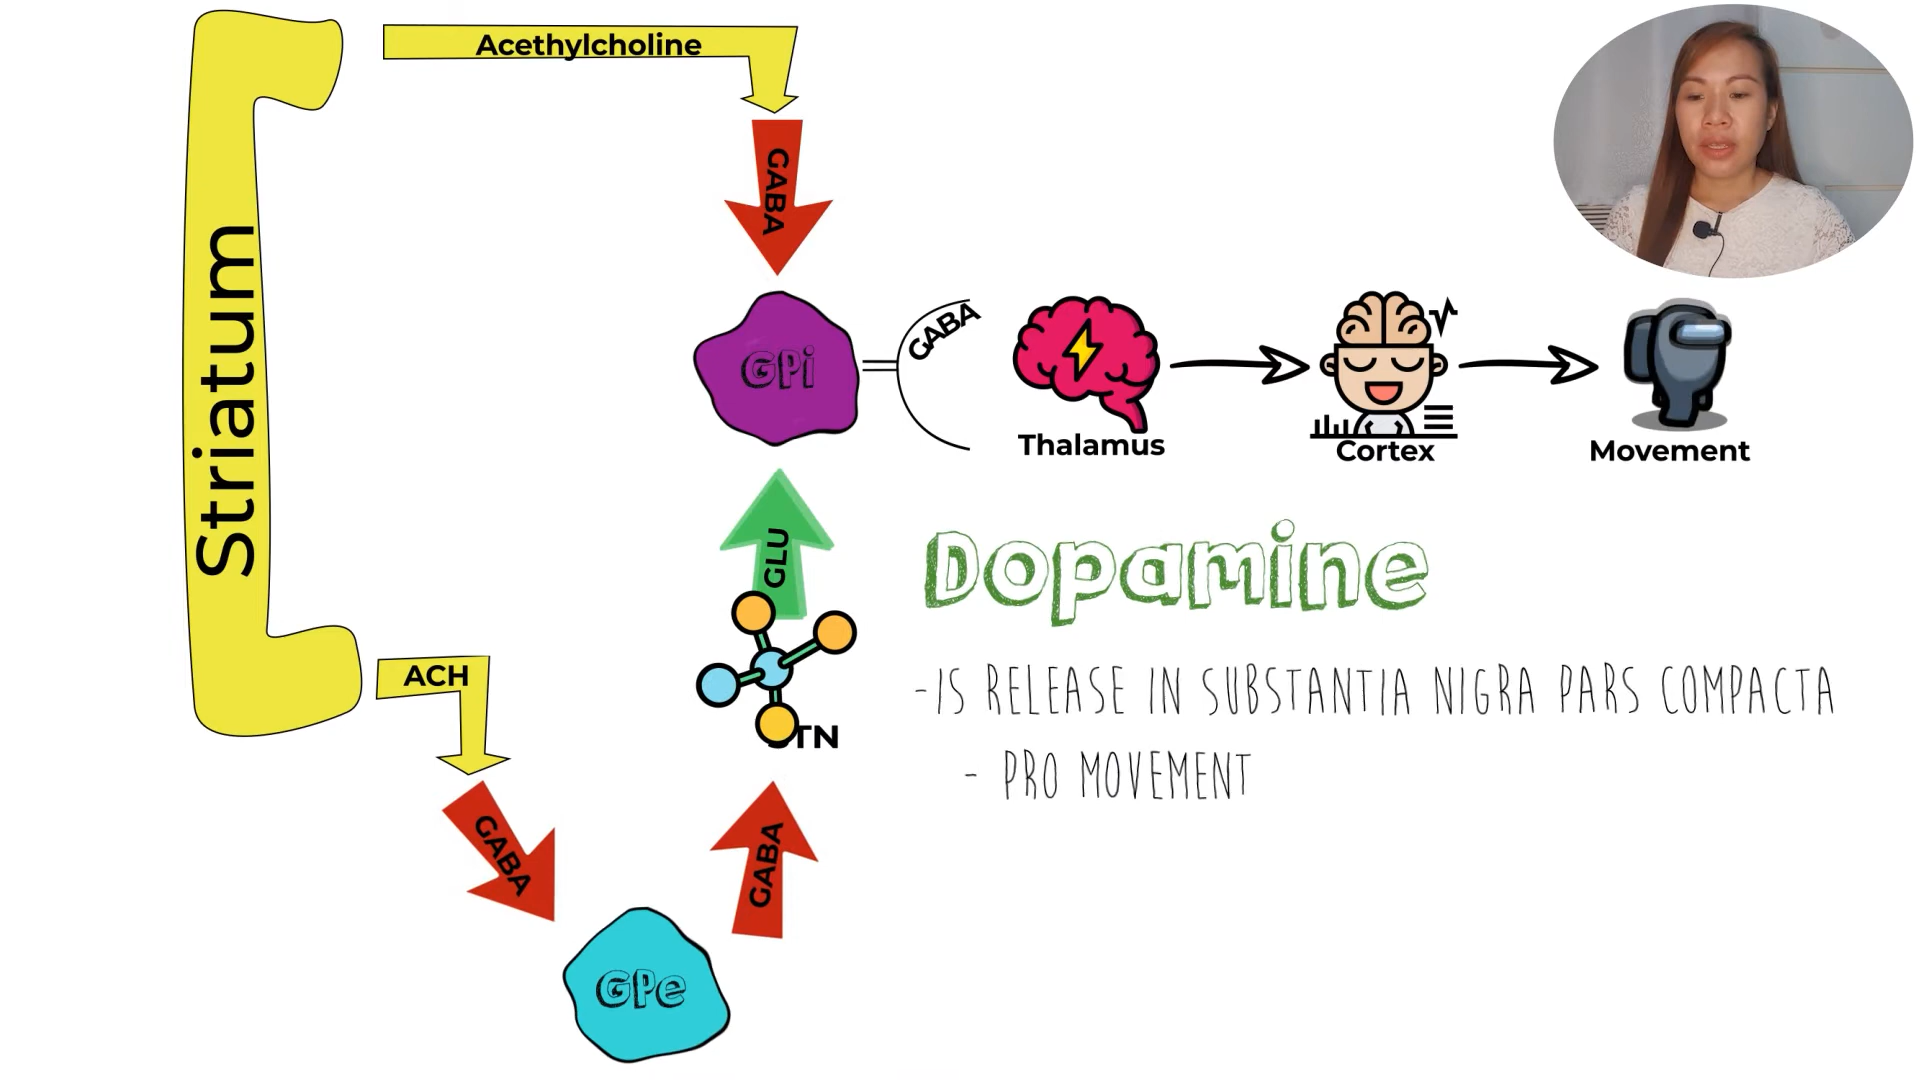 Acethylcholine
GABA
Striatum
GPi
GABA
Thalamus
Cortex
Movement
GLU
Dopamine
-IS RELEASE IN SUBSTANTIA NIGRA PARS COMPACTA
- PRO MOVEMENT
ACH
TN
GABA
GABA
GPe